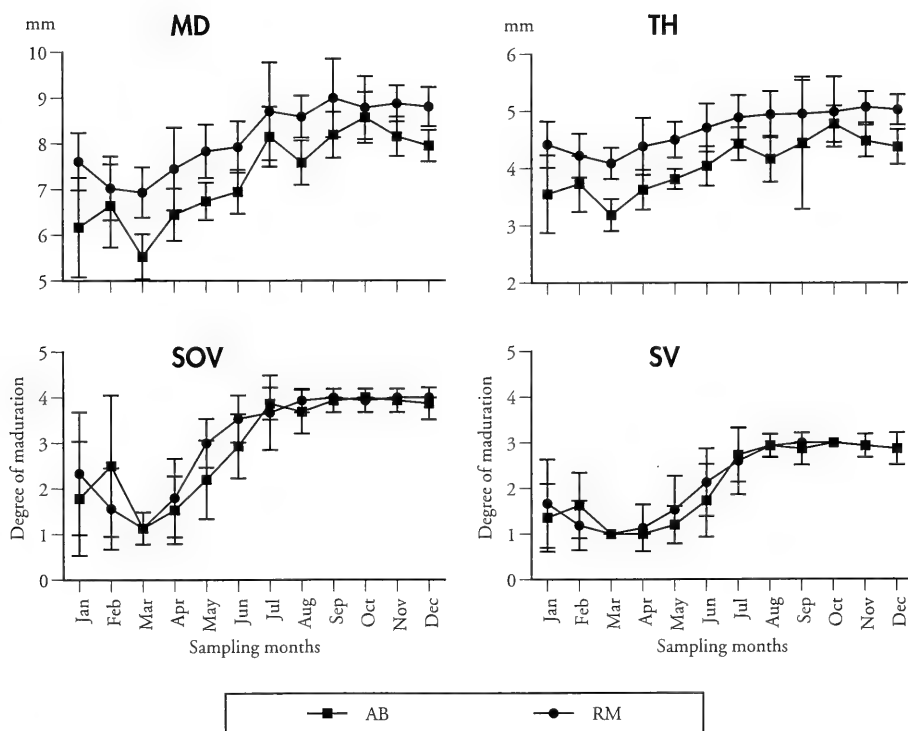 mm
MD
10
9
8
7
6
5
mm
TH
6
5
4
3
2
SOV
Degree of maduration
5
4
3
2
1
0
Jan
Feb
Mar
Apr
May
Jun
Jul
Aug
Sep
Oct
Nov
Dec
Sampling months
SV
Degree of maduration
5
4
3
2
1
0
Jan
Feb
Mar
Apr
May
Jun
Jul
Aug
Sep
Oct
Nov
Dec
Sampling months
AB RM